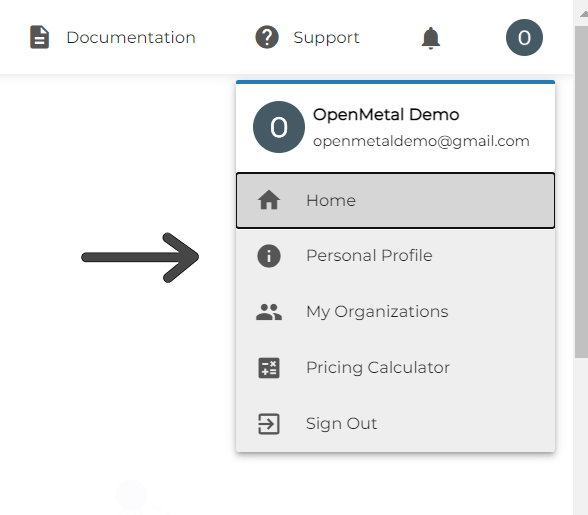 Documentation
Support
O
O
OpenMetal Demo
openmetaldemo@gmail.com
Home
Personal Profile
My Organizations
Pricing Calculator
Sign Out